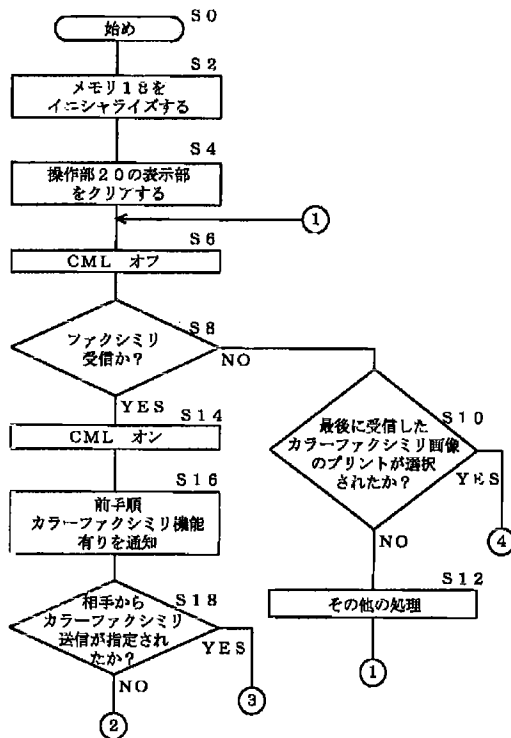 S0
始め
S2
メモリ18を
イニシャライズする
S4
操作部20の表示部
をクリアする
①
S6
CML オフ
S8
ファクシミリ
受信か?
NO
YES
S10
最後に受信した
カラーファクシミリ画像
のプリントが選択
されたか?
YES
④
NO
S12
その他の処理
①
S14
CML オン
S16
前手順
カラーファクシミリ機能
有りを通知
S18
相手から
カラーファクシミリ
送信が指定され
たか?
YES
③
NO
②